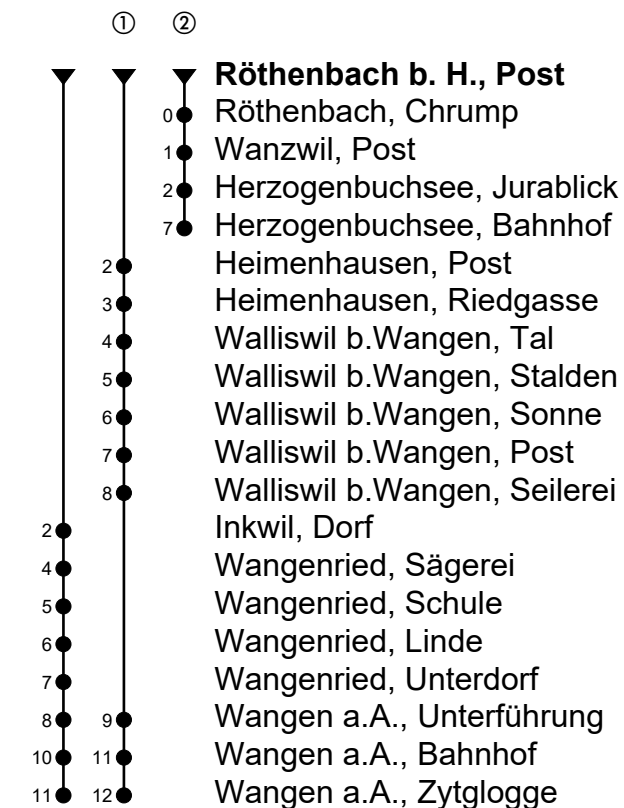 ① ②
Röthenbach b. H., Post
0 Röthenbach, Chrump
1 Wanzwil, Post
2 Herzogenbuchsee, Jurablick
7 Herzogenbuchsee, Bahnhof
2 Heimenhausen, Post
3 Heimenhausen, Riedgasse
4 Walliswil b.Wangen, Tal
5 Walliswil b.Wangen, Stalden
6 Walliswil b.Wangen, Sonne
7 Walliswil b.Wangen, Post
8 Walliswil b.Wangen, Seilerei
2 Inkwil, Dorf
4 Wangenried, Sägerei
5 Wangenried, Schule
6 Wangenried, Linde
7 Wangenried, Unterdorf
8 9 Wangen a.A., Unterführung
10 11 Wangen a.A., Bahnhof
11 12 Wangen a.A., Zytglogge